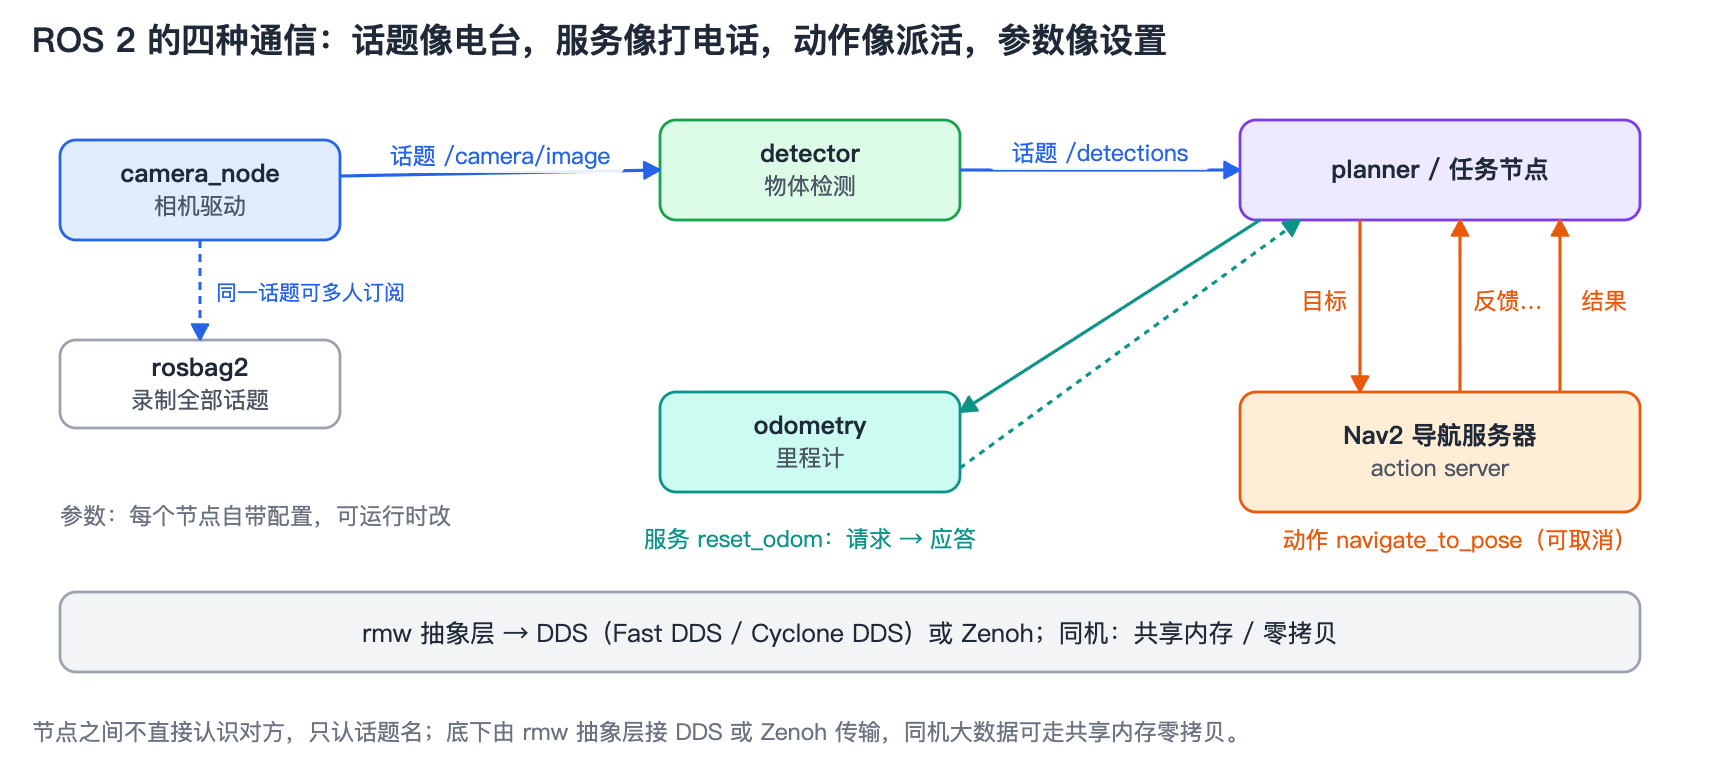 ROS 2 的四种通信：话题像电台，服务像打电话，动作像派活，参数像设置
camera_node
相机驱动
话题 /camera/image
detector
物体检测
话题 /detections
planner / 任务节点
同一话题可多人订阅
目标
反馈…
结果
rosbag2
录制全部话题
odometry
里程计
Nav2 导航服务器
action server
参数：每个节点自带配置，可运行时改
服务 reset_odom：请求 → 应答
动作 navigate_to_pose（可取消）
rmw 抽象层 → DDS（Fast DDS / Cyclone DDS）或 Zenoh；同机：共享内存 / 零拷贝
节点之间不直接认识对方，只认话题名；底下由 rmw 抽象层接 DDS 或 Zenoh 传输，同机大数据可走共享内存零拷贝。